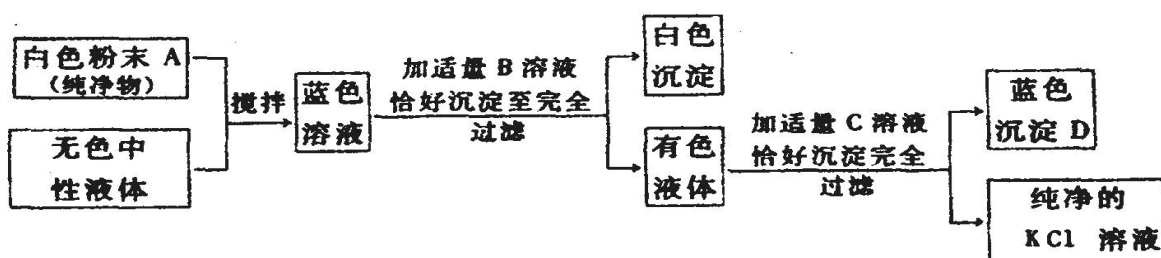 白色粉末 A
(纯净物)
无色中
性液体
搅拌
蓝色
溶液
加适量 B 溶液
恰好沉淀至完全
过滤
白色
沉淀
有色
液体
加适量 C 溶液
恰好沉淀完全
过滤
蓝色
沉淀 D
纯净的
KCl 溶液